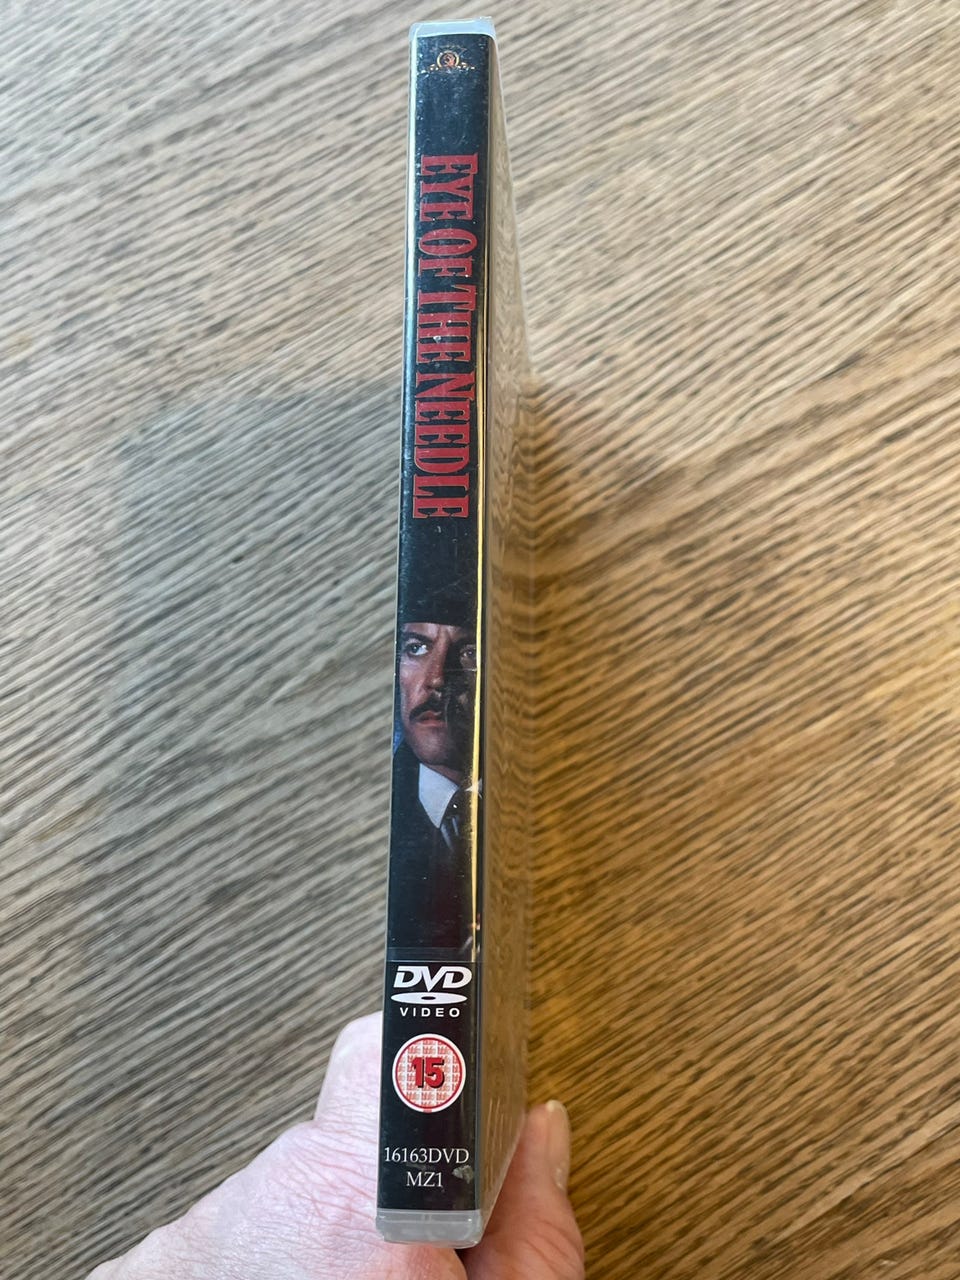 EYE OF THE NEEDLE
DVD
VIDEO
15
16163DVD
MZ1